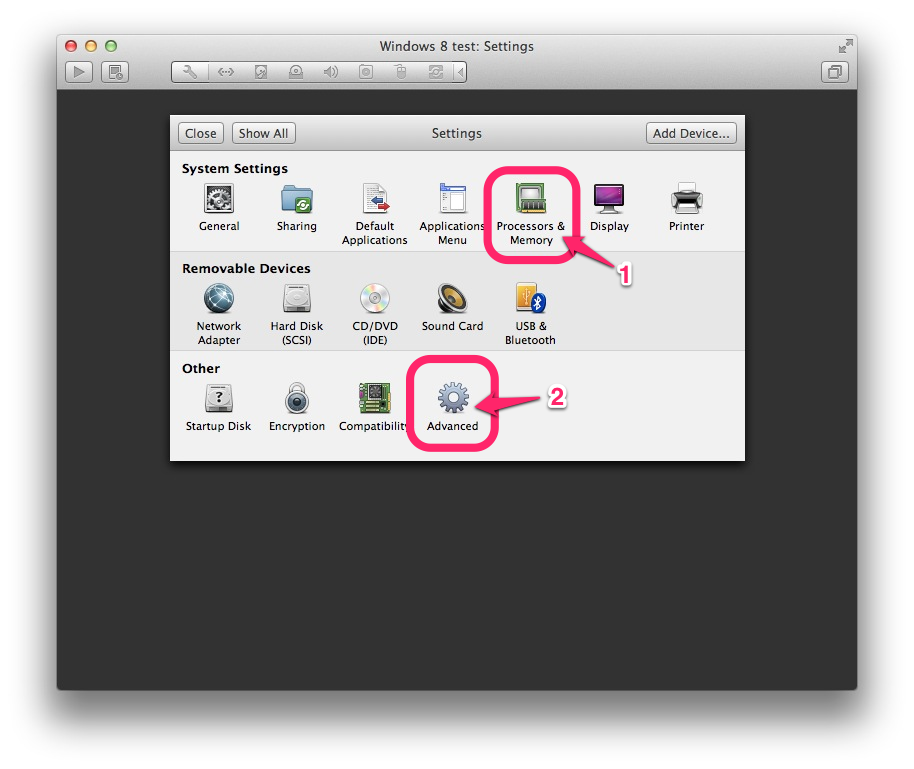 Windows 8 test: Settings
Close Show All Settings Add Device...
System Settings
General Sharing Default Applications Processors & Display Printer
Applications Menu Memory
1
Removable Devices
Network Hard Disk CD/DVD Sound Card USB &
Adapter (SCSI) (IDE) Bluetooth
Other
?
2
Startup Disk Encryption Compatibility Advanced